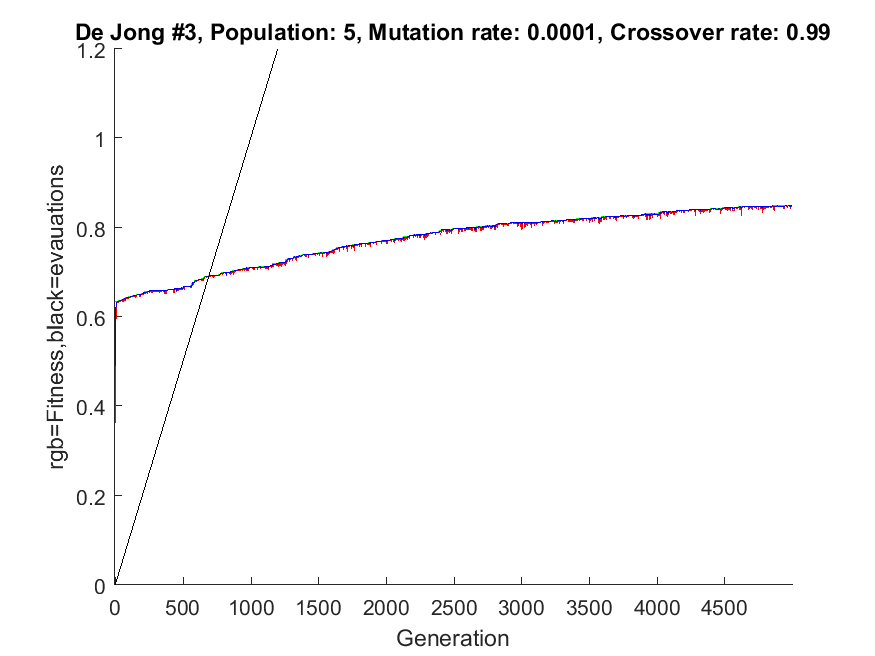 De Jong #3, Population: 5, Mutation rate: 0.0001, Crossover rate: 0.99
1.2
1
0.8
0.6
0.4
0.2
0
rgb=Fitness,black=evauations
0 500 1000 1500 2000 2500 3000 3500 4000 4500
Generation